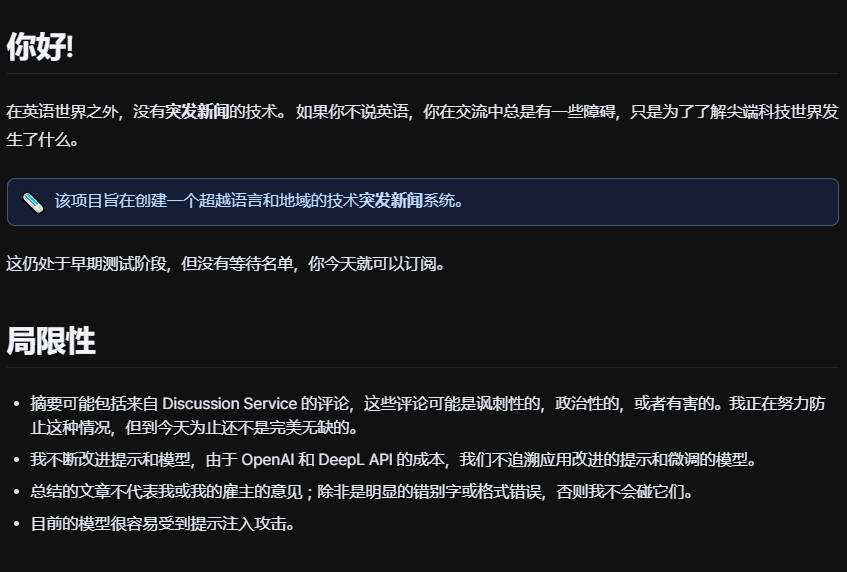 你好!
在英语世界之外，没有突发新闻的技术。 如果你不说英语，你在交流中总是有一些障碍，只是为了了解尖端科技世界发
生了什么。
该项目旨在创建一个超越语言和地域的技术突发新闻系统。
这仍处于早期测试阶段，但没有等待名单，你今天就可以订阅。
局限性
• 摘要可能包括来自 Discussion Service 的评论，这些评论可能是讽刺性的，政治性的，或者有害的。我正在努力防
止这种情况，但到今天为止还不是完美无缺的。
• 我不断改进提示和模型，由于 OpenAI 和 DeepL API 的成本，我们不追溯应用改进的提示和微调的模型。
• 总结的文章不代表我或我的雇主的意见；除非是明显的错别字或格式错误，否则我不会碰它们。
• 目前的模型很容易受到提示注入攻击。